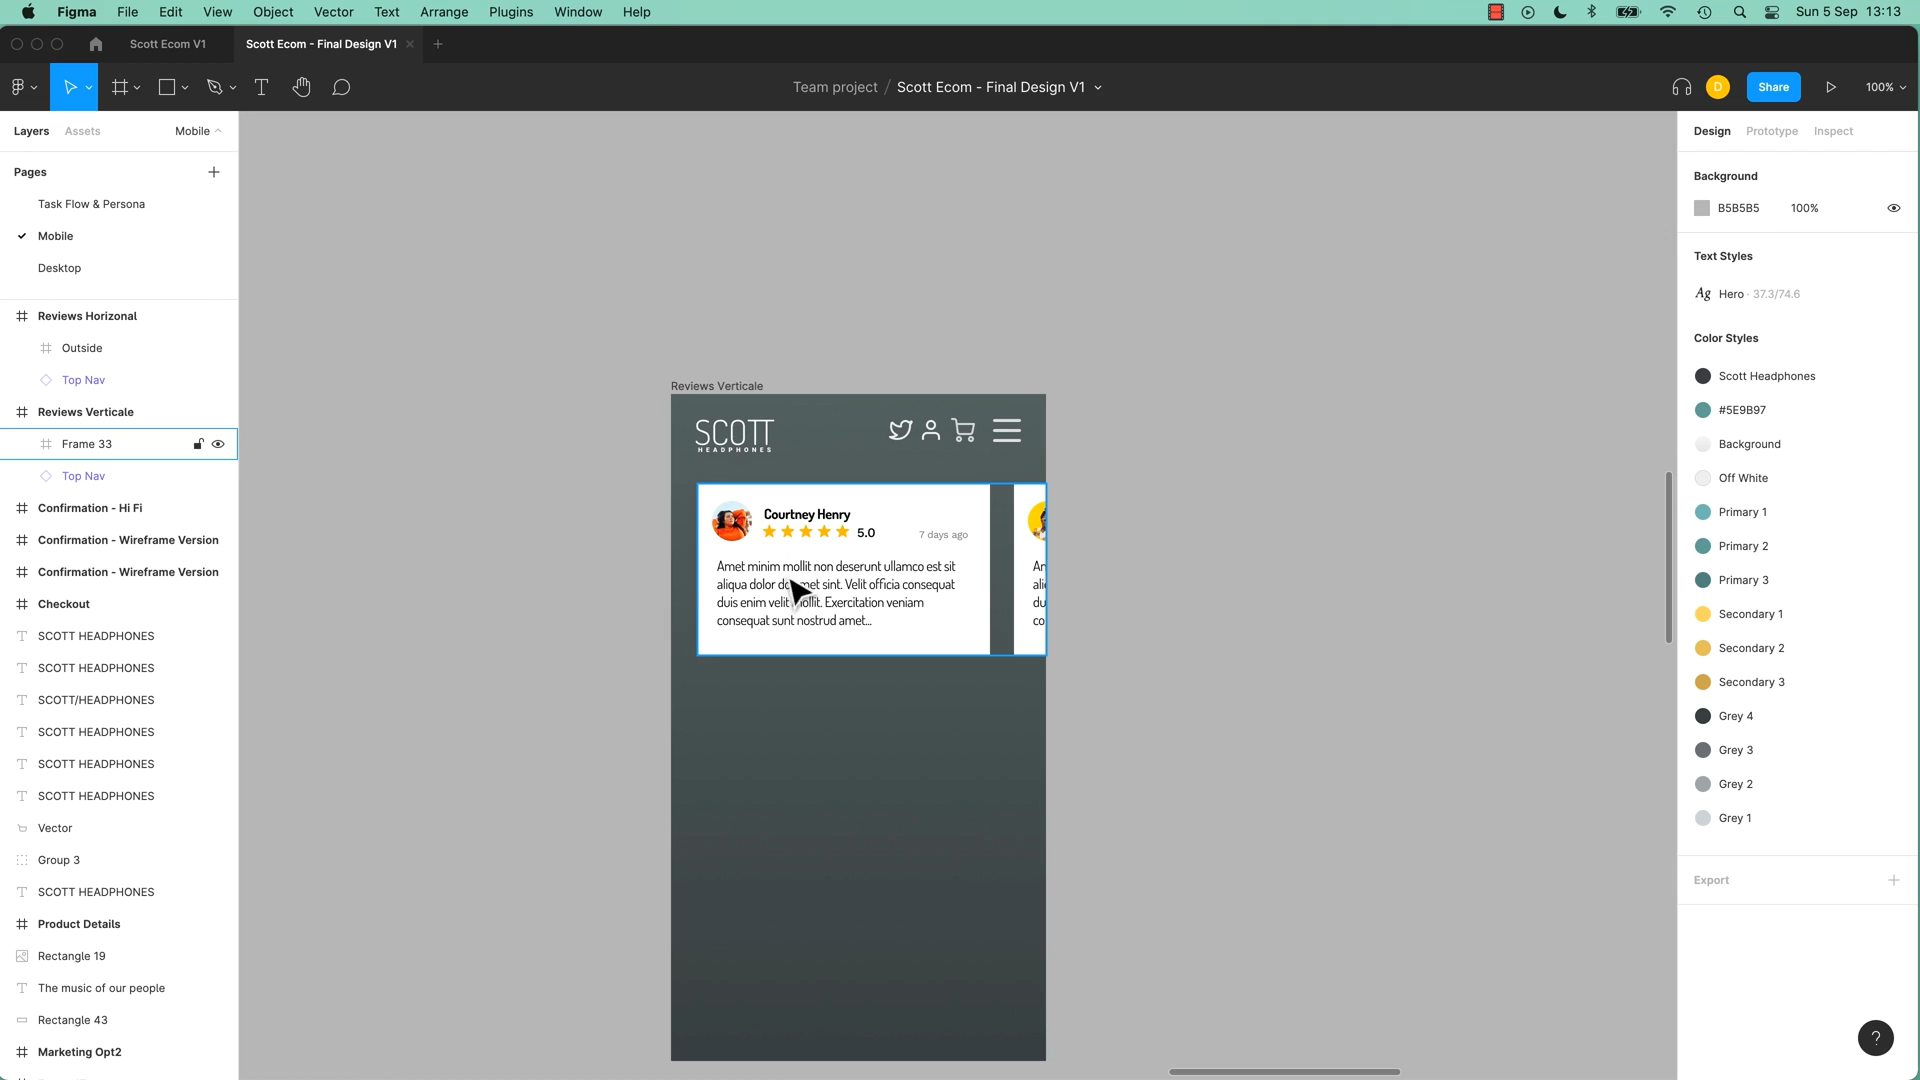 Figma File Edit View Object Vector Text Arrange Plugins Window Help Sun 5 Sep 13:13
Scott Ecom V1 Scott Ecom - Final Design V1
Team project / Scott Ecom - Final Design V1 D Share 100%
Layers Assets Mobile
Pages
Task Flow & Persona
Mobile
Desktop
Reviews Horizonal
Outside
Top Nav
Reviews Verticale
Frame 33
Top Nav
Confirmation - Hi Fi
Confirmation - Wireframe Version
Confirmation - Wireframe Version
Checkout
SCOTT HEADPHONES
SCOTT HEADPHONES
SCOTT/HEADPHONES
SCOTT HEADPHONES
SCOTT HEADPHONES
SCOTT HEADPHONES
Vector
Group 3
SCOTT HEADPHONES
Product Details
Rectangle 19
The music of our people
Rectangle 43
Marketing Opt2
Reviews Verticale
SCOTT
HEADPHONES
Courtney Henry
5.0
7 days ago
Amet minim mollit non deserunt ullamco est sit
aliqua dolor do amet sint. Velit officia consequat
duis enim velit mollit. Exercitation veniam
consequat sunt nostrud amet...
Am
ali
du
co
Design Prototype Inspect
Background
B5B5B5 100%
Text Styles
Ag Hero · 37.3/74.6
Color Styles
Scott Headphones
#5E9B97
Background
Off White
Primary 1
Primary 2
Primary 3
Secondary 1
Secondary 2
Secondary 3
Grey 4
Grey 3
Grey 2
Grey 1
Export
?